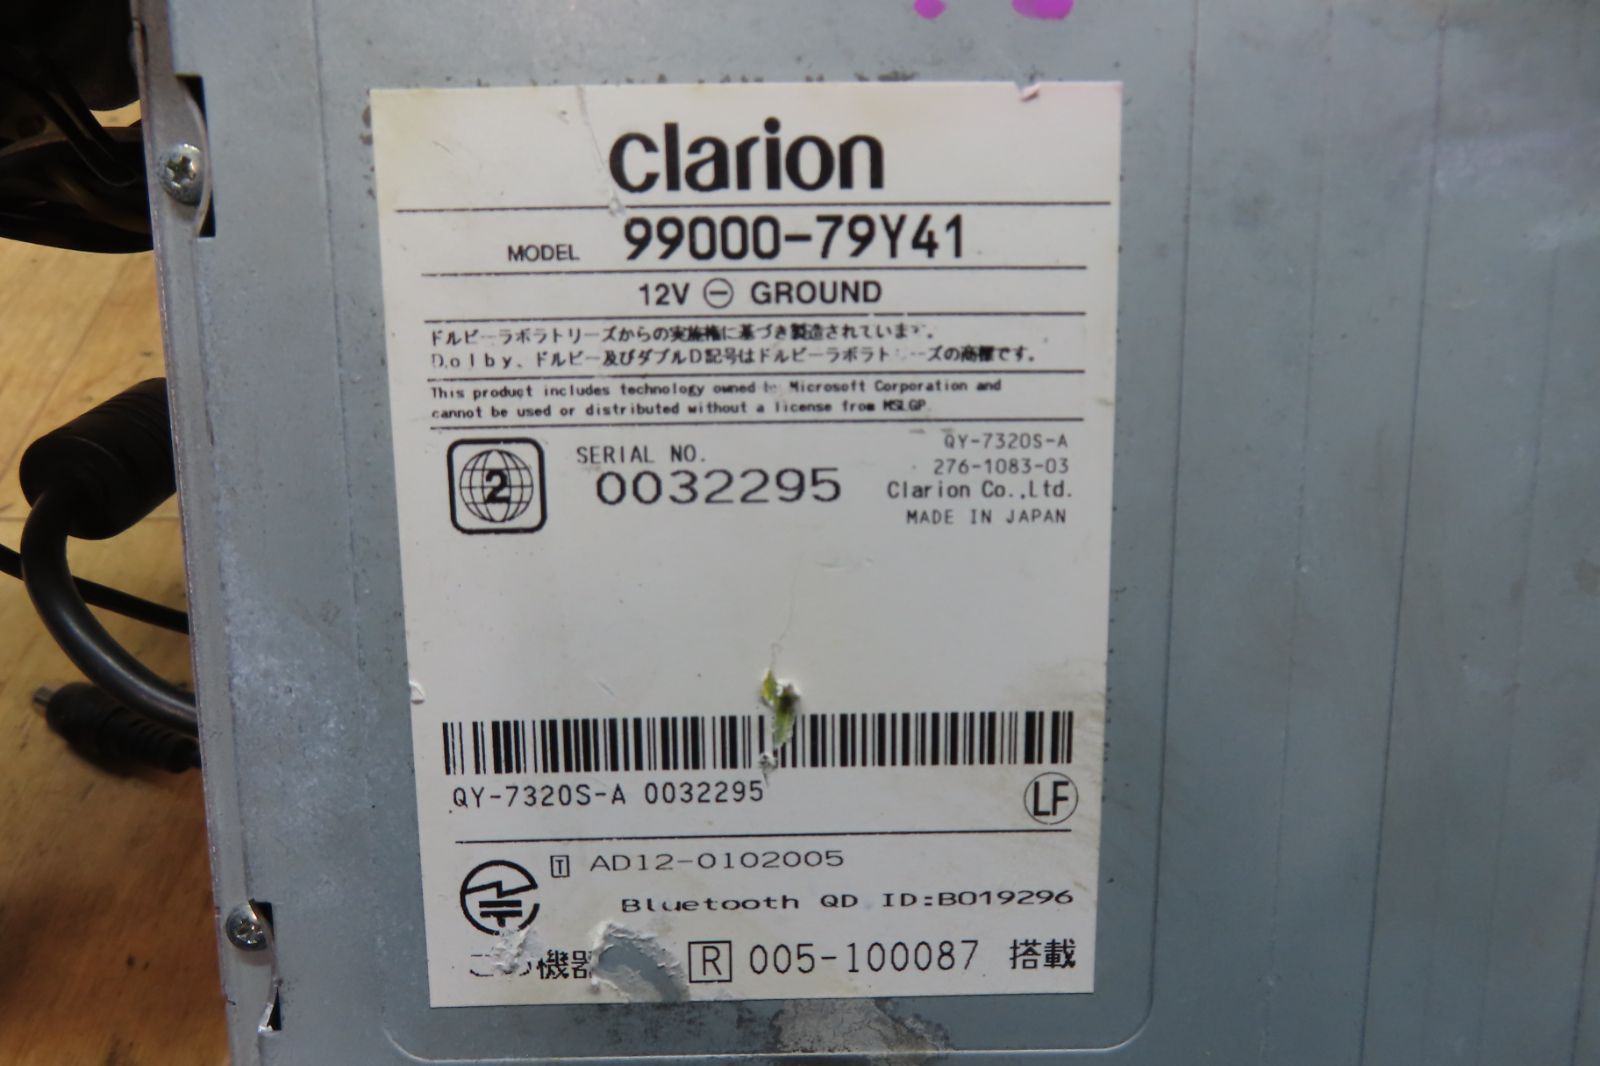 Clarion
MODEL 99000-79Y41
12V ⊖ GROUND
ドルビーラボラトリーズからの実施権に基づき製造されています。
Dolby、ドルビー及びダブルD記号はドルビーラボラトリーズの商標です。
This product includes technology owned by Microsoft Corporation and
cannot be used or distributed without a license from MSLGP
QY-7320S-A
2 SERIAL NO. 276-1083-03
0032295 Clarion Co.,Ltd.
MADE IN JAPAN
QY-7320S-A 0032295 LF
T AD12-0102005
Bluetooth QD ID:B019296
この機器 R 005-100087 搭載